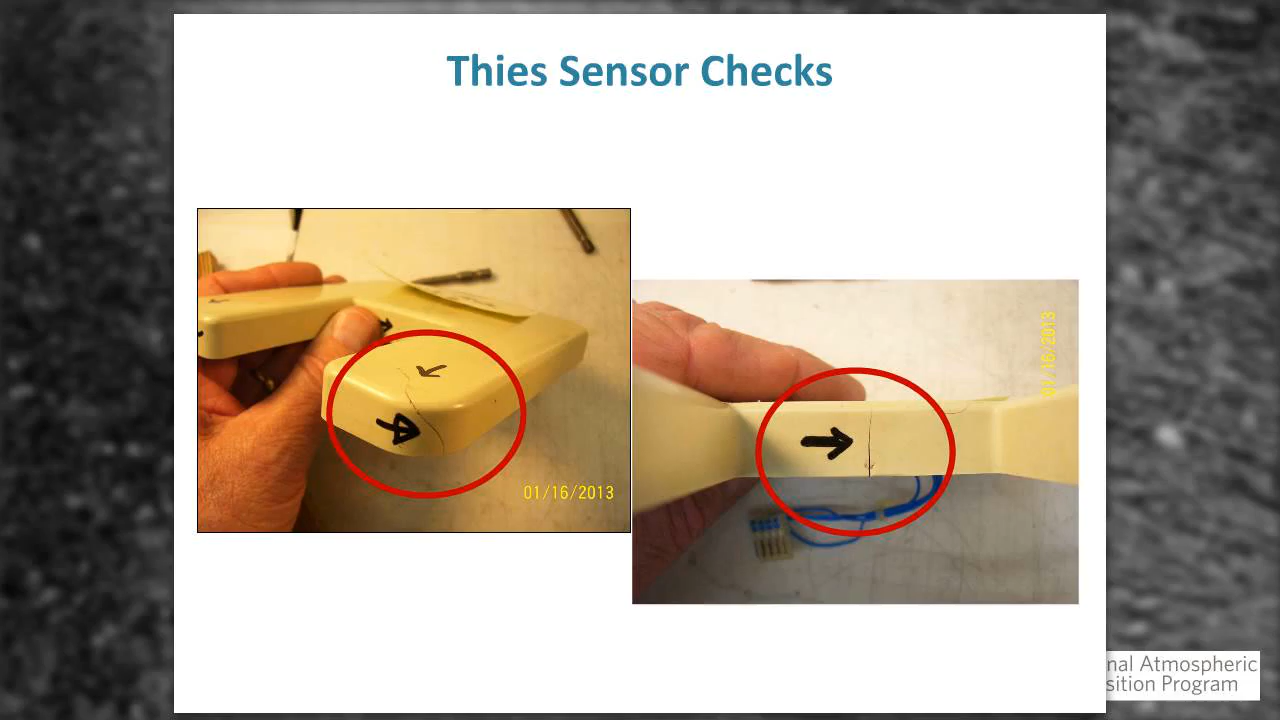 Thies Sensor Checks
01/16/2013
01/16/2013
nal Atmospheric
sition Program